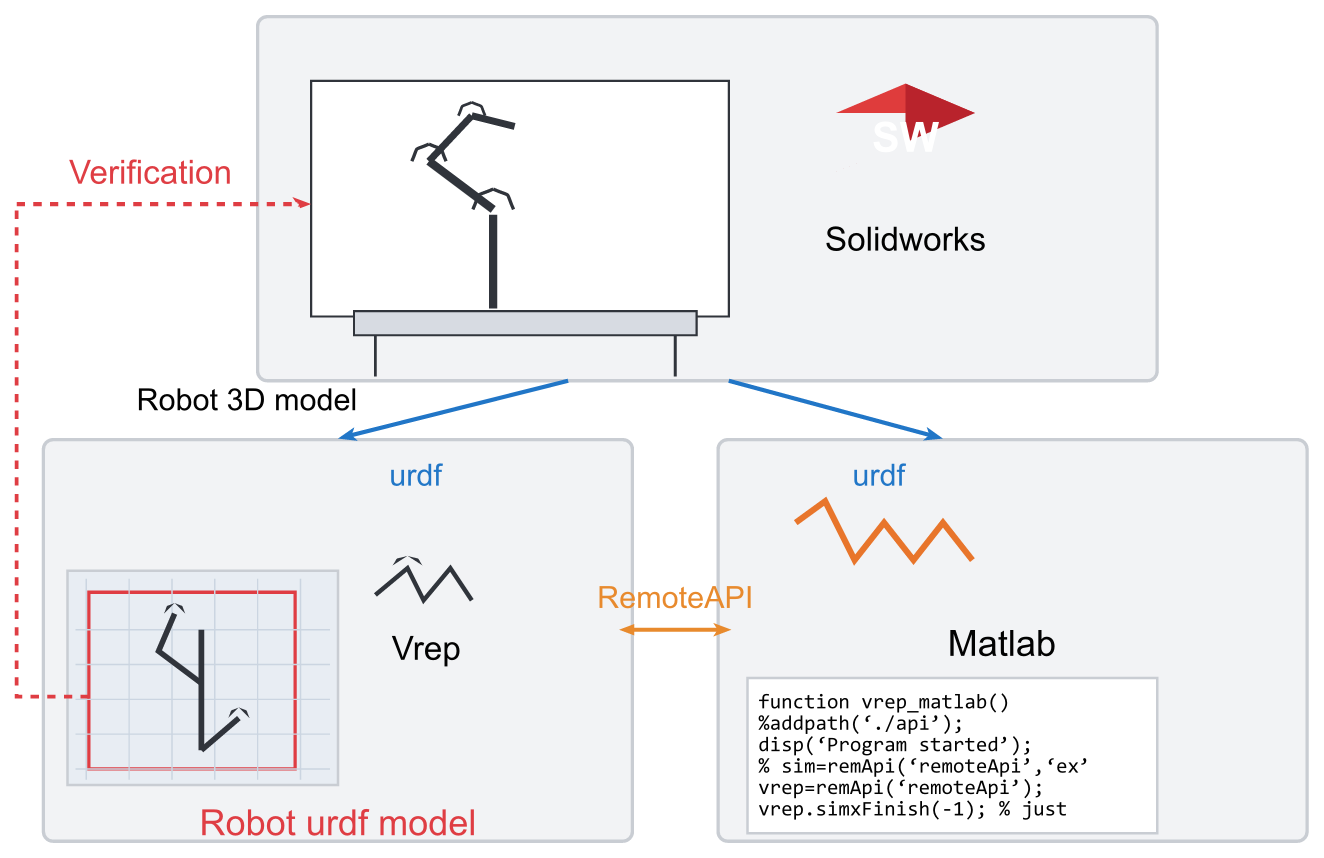 SW
Verification
Solidworks
Robot 3D model
urdf
urdf
RemoteAPI
Vrep
Matlab
function vrep_matlab()
%addpath(‘./api’);
disp(‘Program started’);
% sim=remApi(‘remoteApi’,‘ex’
vrep=remApi(‘remoteApi’);
vrep.simxFinish(-1); % just
Robot urdf model